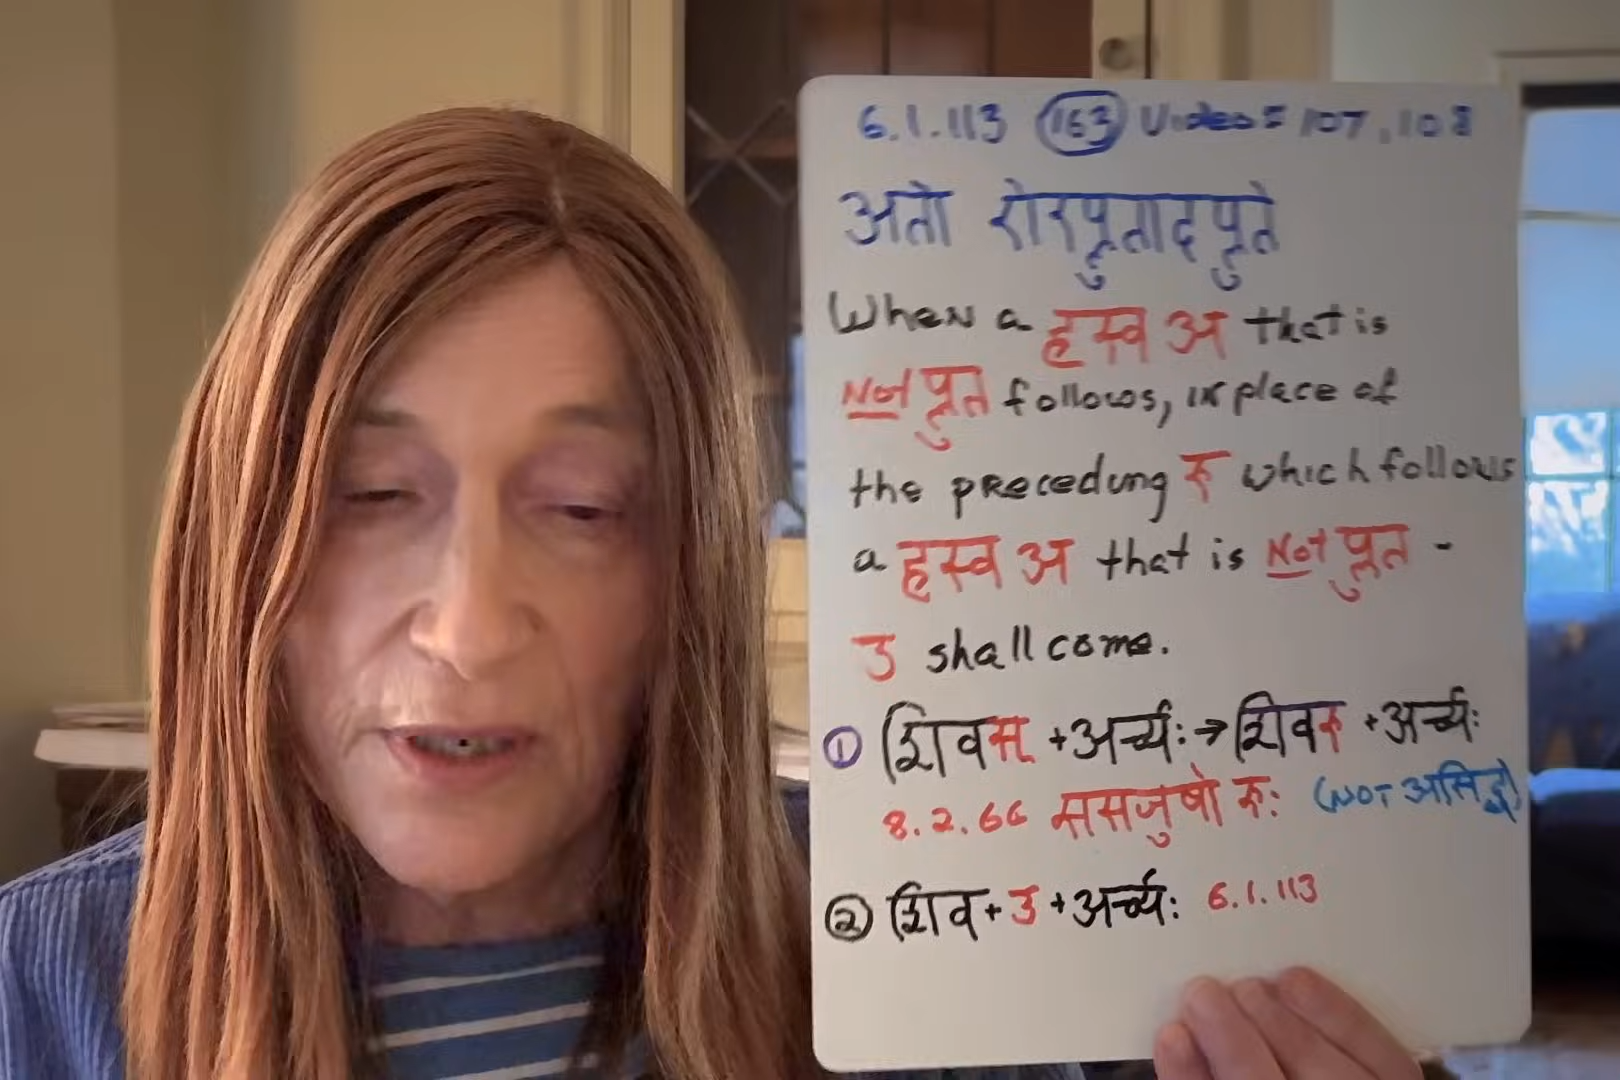 6.1.113 (163) Videos 107, 108
अतो रोरप्लुतादप्लुते
When a ह्रस्व अ that is
Not प्लुत follows, in place of
the preceding रु which follows
a ह्रस्व अ that is Not प्लुत -
उ shall come.
① शिवस् + अर्च्यः → शिवरु + अर्च्यः
8.2.66 ससजुषो रुः (NOT असिद्ध)
② शिव + उ + अर्च्यः 6.1.113